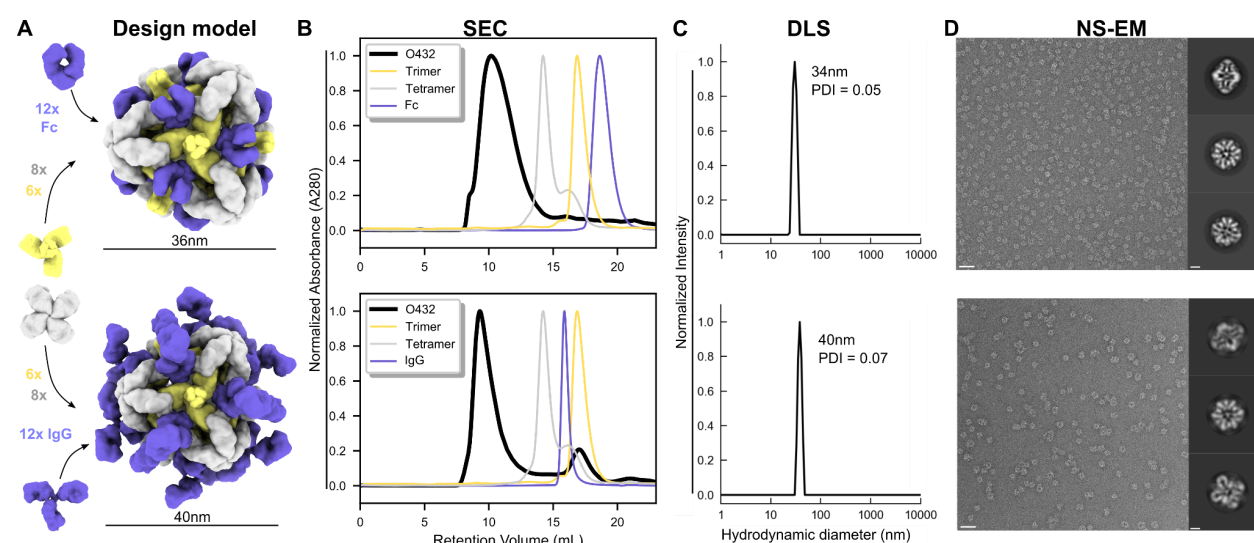 A
Design model
12x
Fc
8x
6x
36nm
6x
8x
12x IgG
40nm
B
SEC
Normalized Absorbance (A280)
1.0
0.8
0.6
0.4
0.2
0.0
O432
Trimer
Tetramer
Fc
0
5
10
15
20
1.0
0.8
0.6
0.4
0.2
0.0
O432
Trimer
Tetramer
IgG
0
5
10
15
20
Retention Volume (mL)
C
DLS
Normalized Intensity
1.0
0.8
0.6
0.4
0.2
0.0
34nm
PDI = 0.05
1
10
100
1000
10000
1.0
0.8
0.6
0.4
0.2
0.0
40nm
PDI = 0.07
1
10
100
1000
10000
Hydrodynamic diameter (nm)
D
NS-EM